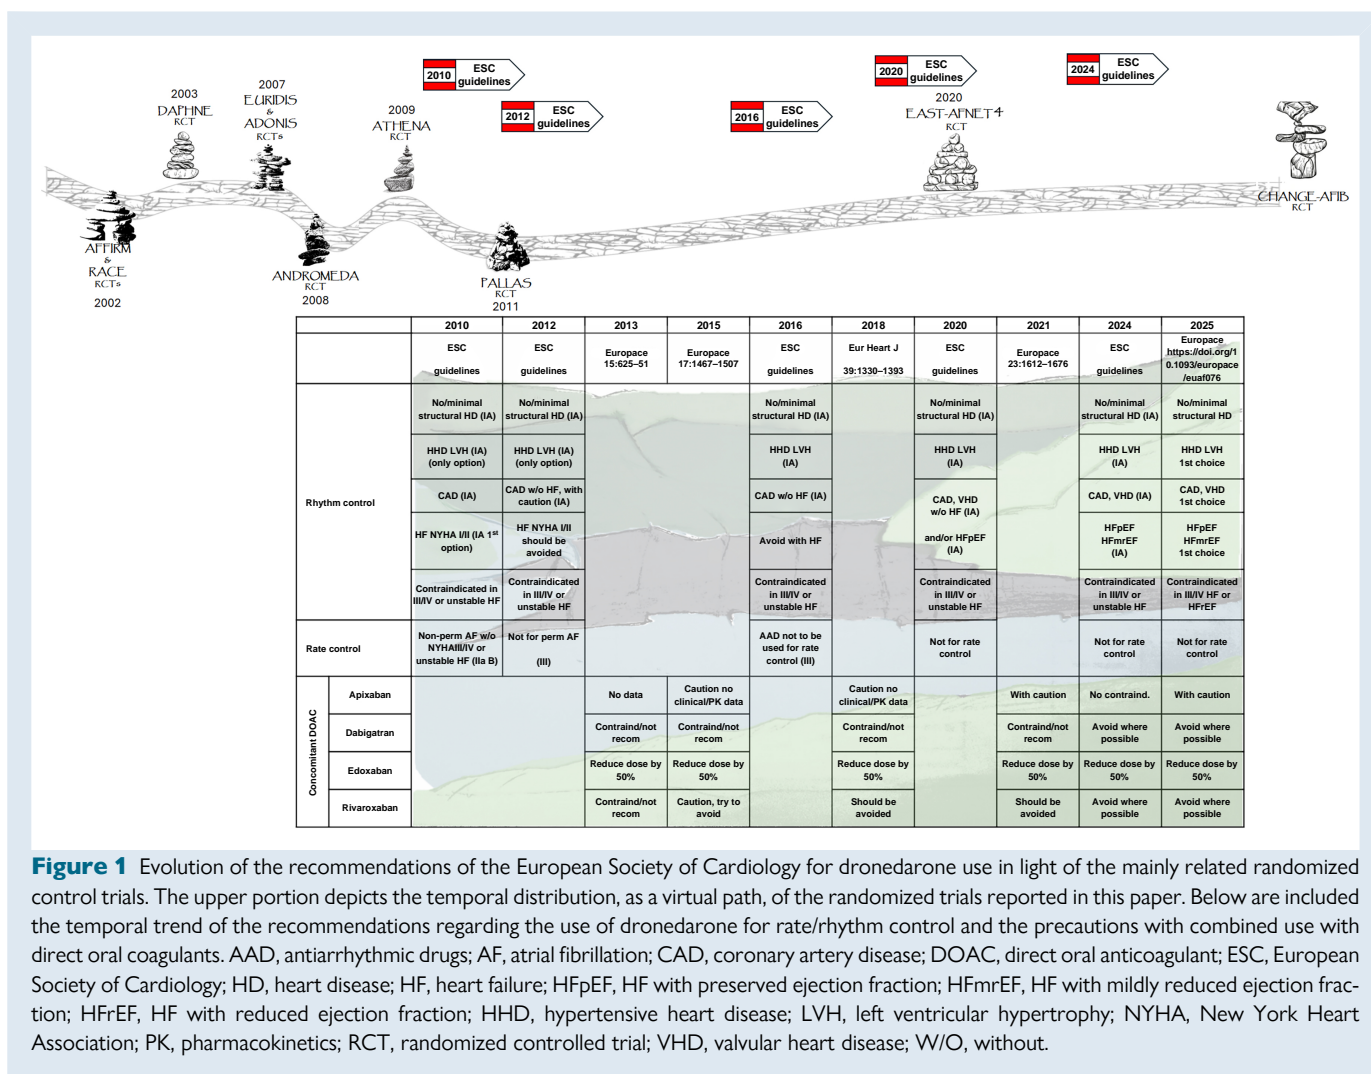 2010 ESC guidelines
2012 ESC guidelines
2016 ESC guidelines
2020 ESC guidelines
2024 ESC guidelines
2003
DAPHNE
RCT
2007
EURIDIS
&
ADONIS
RCTs
2009
ATHENA
RCT
2020
EAST-AFNET4
RCT
CHANGE-AFIB
RCT
AFFIRM
&
RACE
RCTs
2002
ANDROMEDA
RCT
2008
PALLAS
RCT
2011
2010 2012 2013 2015 2016 2018 2020 2021 2024 2025
ESC guidelines
ESC guidelines
Europace 15:625–51
Europace 17:1467–1507
ESC guidelines
Eur Heart J 39:1330–1393
ESC guidelines
Europace 23:1612–1676
ESC guidelines
Europace
https://doi.org/1
0.1093/europace
/euaf076
Rhythm control
No/minimal structural HD (IA)
No/minimal structural HD (IA)
No/minimal structural HD (IA)
No/minimal structural HD (IA)
No/minimal structural HD (IA)
No/minimal structural HD
HHD LVH (IA) (only option)
HHD LVH (IA) (only option)
HHD LVH (IA)
HHD LVH (IA)
HHD LVH (IA)
HHD LVH 1st choice
CAD (IA)
CAD w/o HF, with caution (IA)
CAD w/o HF (IA)
CAD, VHD w/o HF (IA)
and/or HFpEF (IA)
CAD, VHD (IA)
CAD, VHD 1st choice
HF NYHA I/II (IA 1st option)
HF NYHA I/II should be avoided
Avoid with HF
HFpEF HFmrEF (IA)
HFpEF HFmrEF 1st choice
Contraindicated in III/IV or unstable HF
Contraindicated in III/IV or unstable HF
Contraindicated in III/IV or unstable HF
Contraindicated in III/IV or unstable HF
Contraindicated in III/IV or unstable HF
Contraindicated in III/IV HF or HFrEF
Rate control
Non-perm AF w/o NYHAIII/IV or unstable HF (IIa B)
Not for perm AF (III)
AAD not to be used for rate control (III)
Not for rate control
Not for rate control
Not for rate control
Concomitant DOAC
Apixaban
No data
Caution no clinical/PK data
Caution no clinical/PK data
With caution
No contraind.
With caution
Dabigatran
Contraind/not recom
Contraind/not recom
Contraind/not recom
Contraind/not recom
Avoid where possible
Avoid where possible
Edoxaban
Reduce dose by 50%
Reduce dose by 50%
Reduce dose by 50%
Reduce dose by 50%
Reduce dose by 50%
Reduce dose by 50%
Rivaroxaban
Contraind/not recom
Caution, try to avoid
Should be avoided
Should be avoided
Avoid where possible
Avoid where possible
Figure 1 Evolution of the recommendations of the European Society of Cardiology for dronedarone use in light of the mainly related randomized
control trials. The upper portion depicts the temporal distribution, as a virtual path, of the randomized trials reported in this paper. Below are included
the temporal trend of the recommendations regarding the use of dronedarone for rate/rhythm control and the precautions with combined use with
direct oral coagulants. AAD, antiarrhythmic drugs; AF, atrial fibrillation; CAD, coronary artery disease; DOAC, direct oral anticoagulant; ESC, European
Society of Cardiology; HD, heart disease; HF, heart failure; HFpEF, HF with preserved ejection fraction; HFmrEF, HF with mildly reduced ejection frac-
tion; HFrEF, HF with reduced ejection fraction; HHD, hypertensive heart disease; LVH, left ventricular hypertrophy; NYHA, New York Heart
Association; PK, pharmacokinetics; RCT, randomized controlled trial; VHD, valvular heart disease; W/O, without.